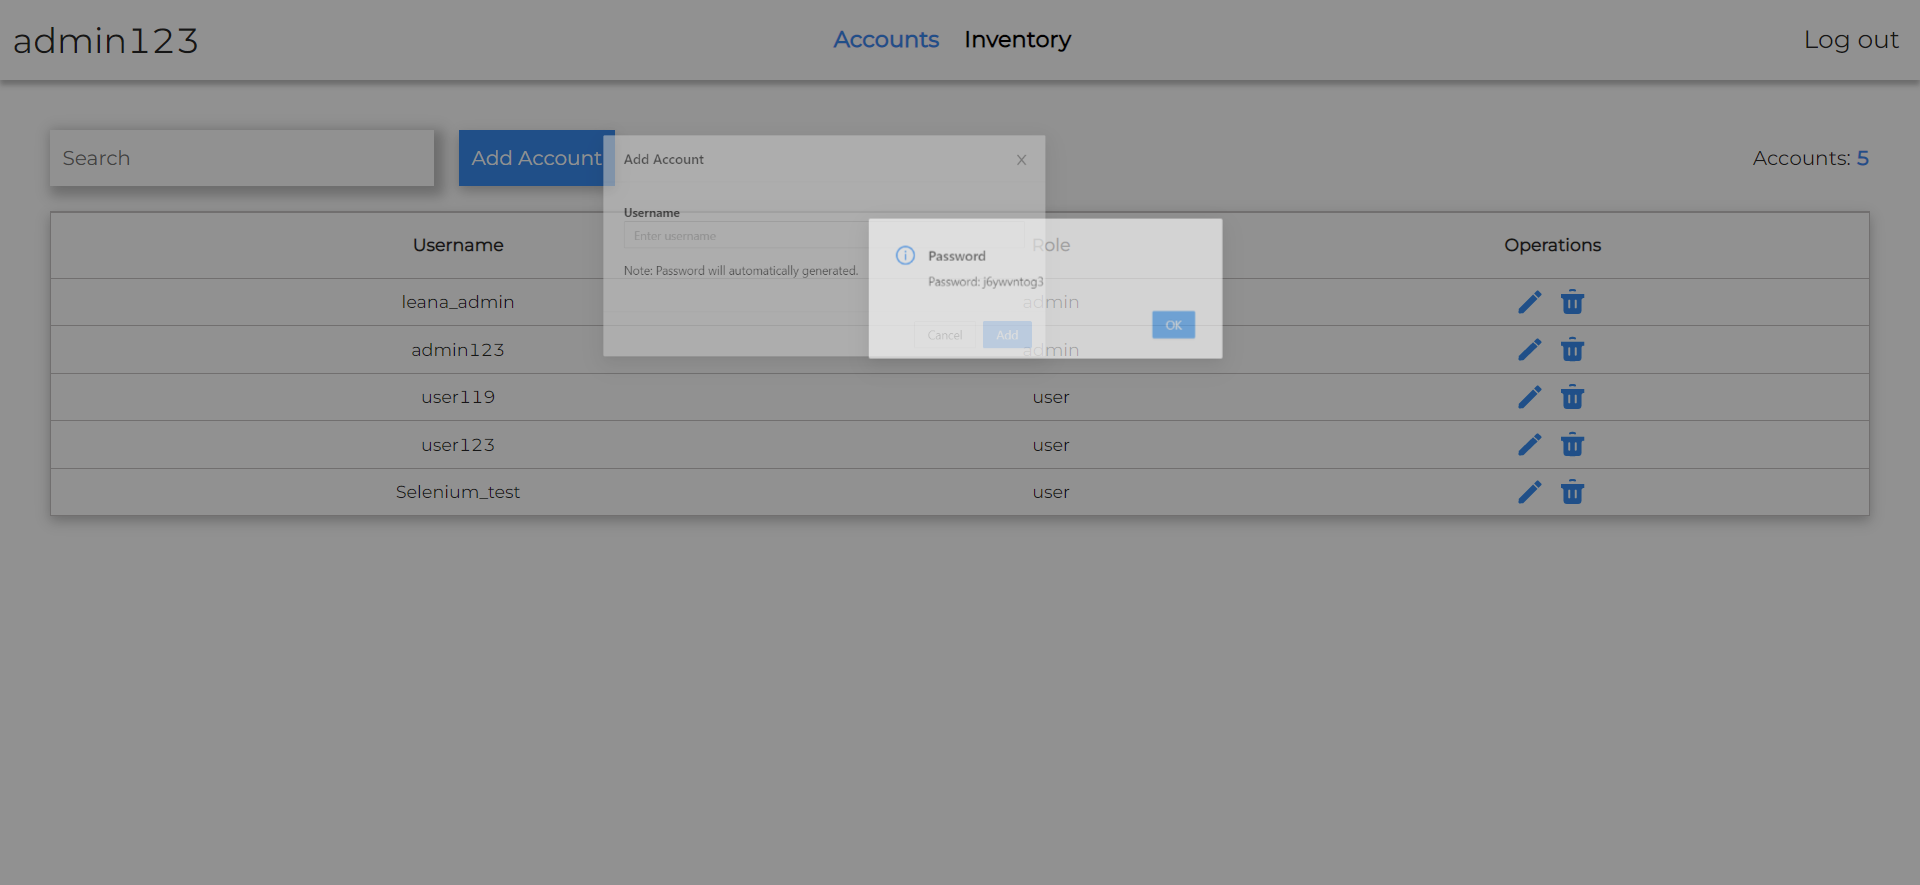 admin123
Accounts Inventory
Log out
Search
Add Account
Accounts: 5
Add Account
X
Username
Enter username
Note: Password will automatically generated.
Cancel Add
Password
Password: j6ywvntog3
OK
Username Role Operations
leana_admin admin
admin123 admin
user119 user
user123 user
Selenium_test user